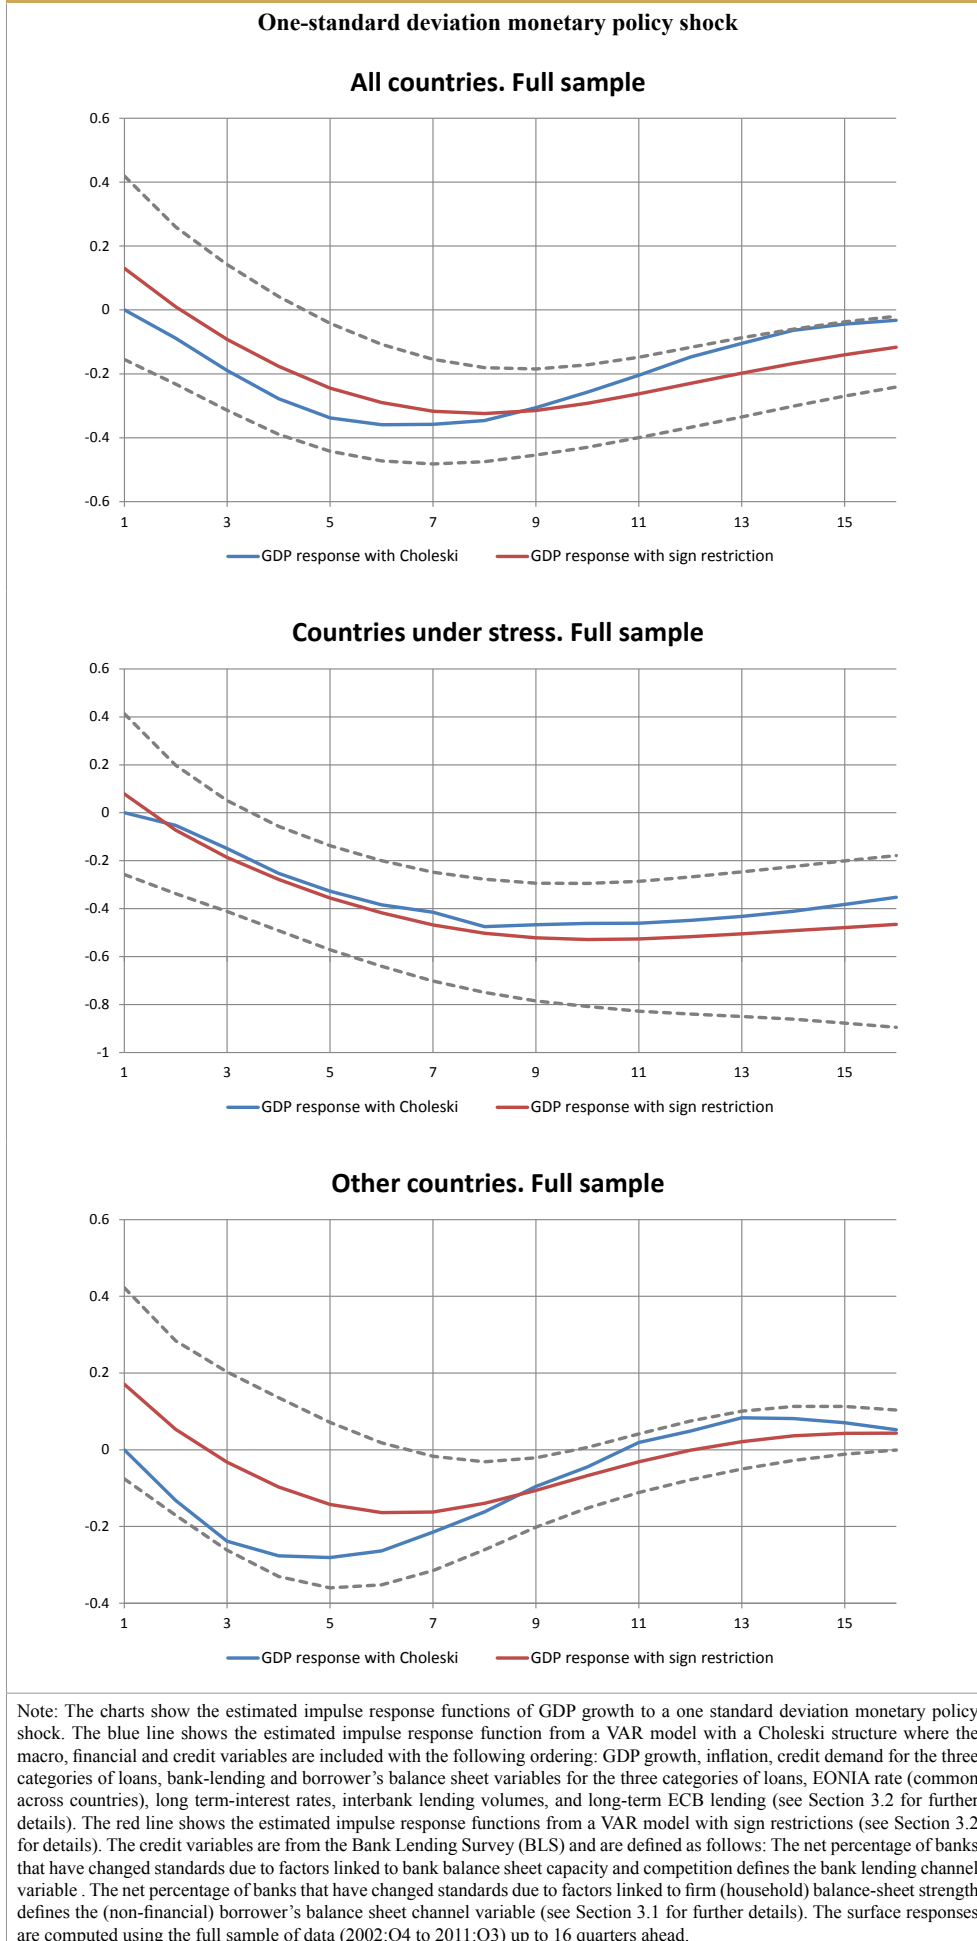 One-standard deviation monetary policy shock
All countries. Full sample
0.6
0.4
0.2
0
-0.2
-0.4
-0.6
1 3 5 7 9 11 13 15
GDP response with Choleski GDP response with sign restriction
Countries under stress. Full sample
0.6
0.4
0.2
0
-0.2
-0.4
-0.6
-0.8
-1
1 3 5 7 9 11 13 15
GDP response with Choleski GDP response with sign restriction
Other countries. Full sample
0.6
0.4
0.2
0
-0.2
-0.4
1 3 5 7 9 11 13 15
GDP response with Choleski GDP response with sign restriction
Note: The charts show the estimated impulse response functions of GDP growth to a one standard deviation monetary policy
shock. The blue line shows the estimated impulse response function from a VAR model with a Choleski structure where the
macro, financial and credit variables are included with the following ordering: GDP growth, inflation, credit demand for the three
categories of loans, bank-lending and borrower's balance sheet variables for the three categories of loans, EONIA rate (common
across countries), long term-interest rates, interbank lending volumes, and long-term ECB lending (see Section 3.2 for further
details). The red line shows the estimated impulse response functions from a VAR model with sign restrictions (see Section 3.2
for details). The credit variables are from the Bank Lending Survey (BLS) and are defined as follows: The net percentage of banks
that have changed standards due to factors linked to bank balance sheet capacity and competition defines the bank lending channel
variable . The net percentage of banks that have changed standards due to factors linked to firm (household) balance-sheet strength
defines the (non-financial) borrower's balance sheet channel variable (see Section 3.1 for further details). The surface responses
are computed using the full sample of data (2002:Q4 to 2011:Q3) up to 16 quarters ahead.